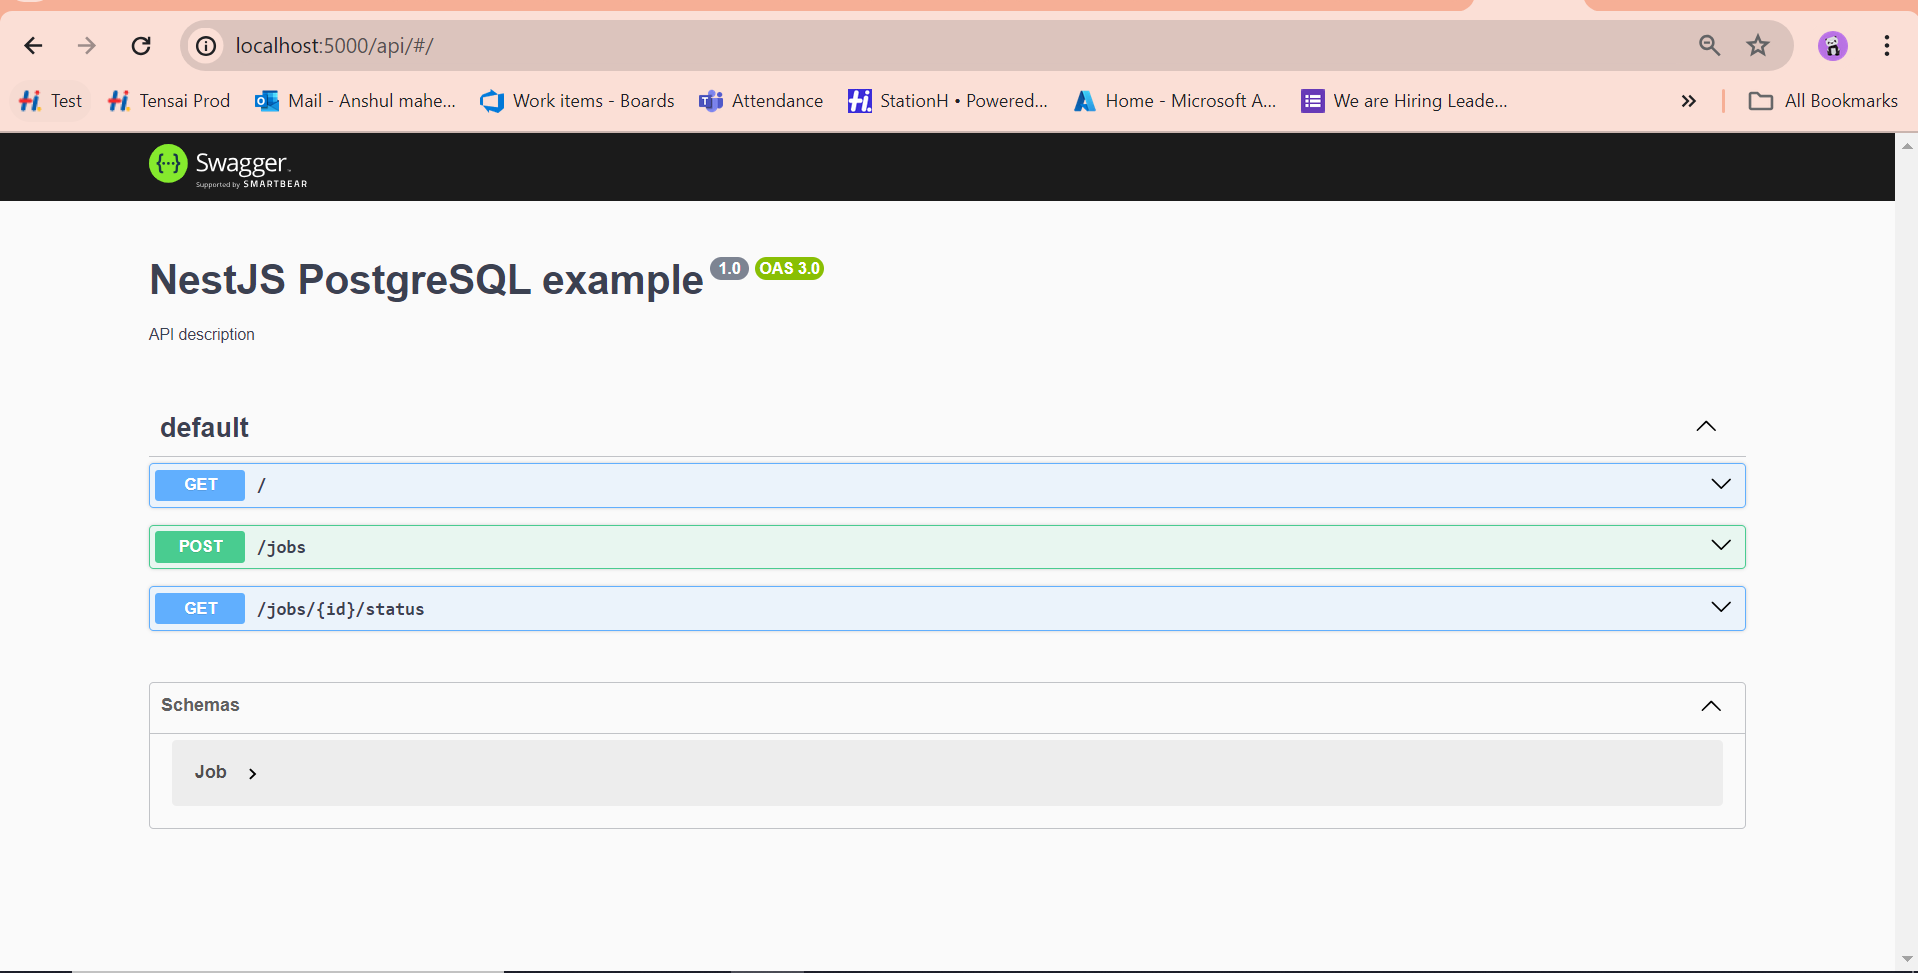 localhost:5000/api/#/
Test Tensai Prod Mail - Anshul mahe... Work items - Boards Attendance StationH • Powered... Home - Microsoft A... We are Hiring Leade... All Bookmarks
Swagger
Supported by SMARTBEAR
NestJS PostgreSQL example 1.0 OAS 3.0
API description
default
GET /
POST /jobs
GET /jobs/{id}/status
Schemas
Job